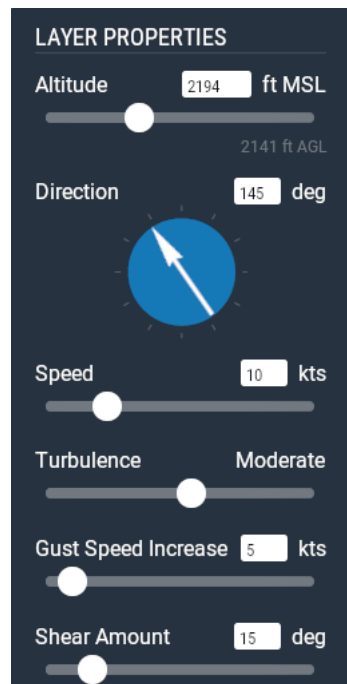 LAYER PROPERTIES
Altitude 2194 ft MSL
2141 ft AGL
Direction 145 deg
Speed 10 kts
Turbulence Moderate
Gust Speed Increase 5 kts
Shear Amount 15 deg